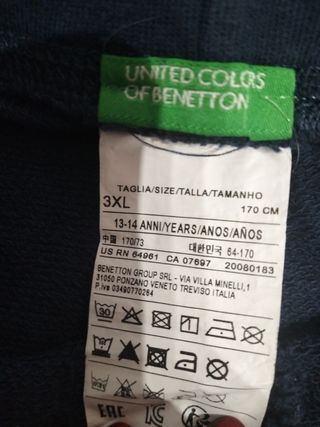 UNITED COLORS
OF BENETTON
TAGLIA/SIZE/TALLA/TAMANHO
3XL 170 CM
13-14 ANNI/YEARS/ANOS/AÑOS
中国 170/73 대한민국 64-170
US RN 64961 CA 07697 20080183
BENETTON GROUP SRL - VIA VILLA MINELLI,1
31050 PONZANO VENETO TREVISO ITALIA
P.iva 03490770264
30
EAC